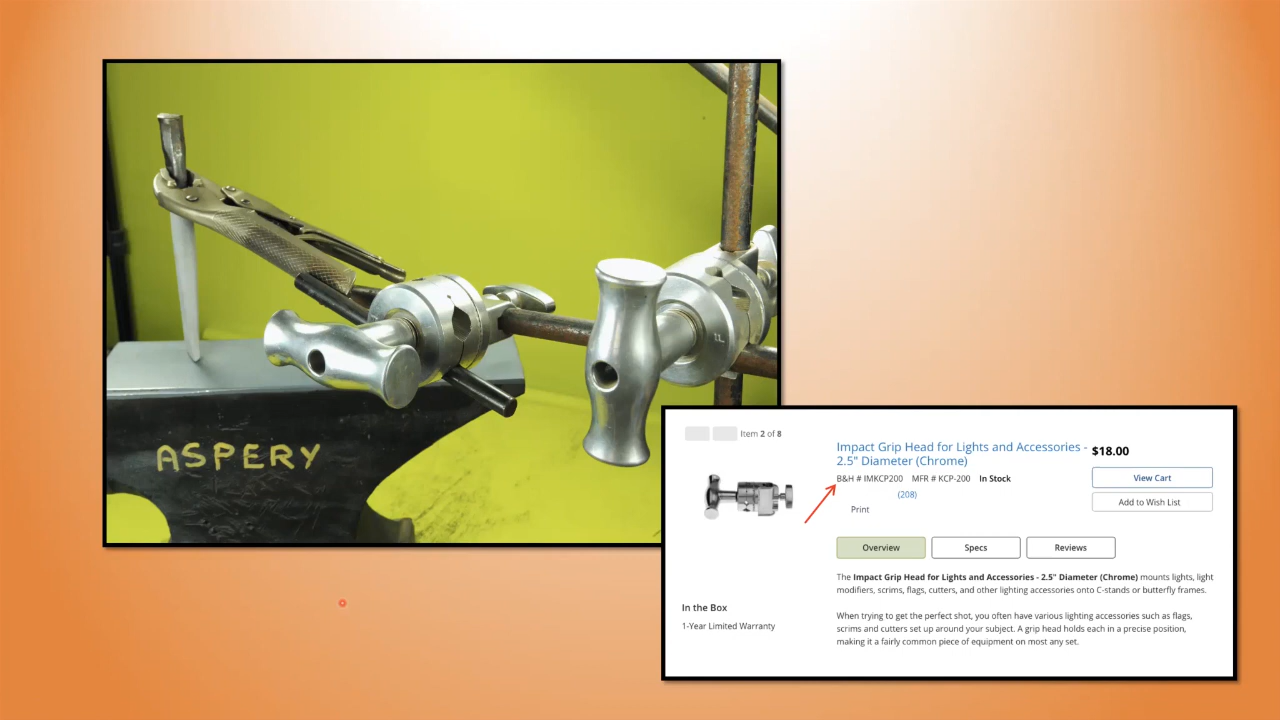 ASPERY
Item 2 of 8
Impact Grip Head for Lights and Accessories -
2.5" Diameter (Chrome)
$18.00
B&H # IMKCP200 MFR # KCP-200 In Stock
View Cart
(208)
Add to Wish List
Print
Overview
Specs
Reviews
The Impact Grip Head for Lights and Accessories - 2.5" Diameter (Chrome) mounts lights, light
modifiers, scrims, flags, cutters, and other lighting accessories onto C-stands or butterfly frames.
In the Box
When trying to get the perfect shot, you often have various lighting accessories such as flags,
1-Year Limited Warranty
scrims and cutters set up around your subject. A grip head holds each in a precise position,
making it a fairly common piece of equipment on most any set.